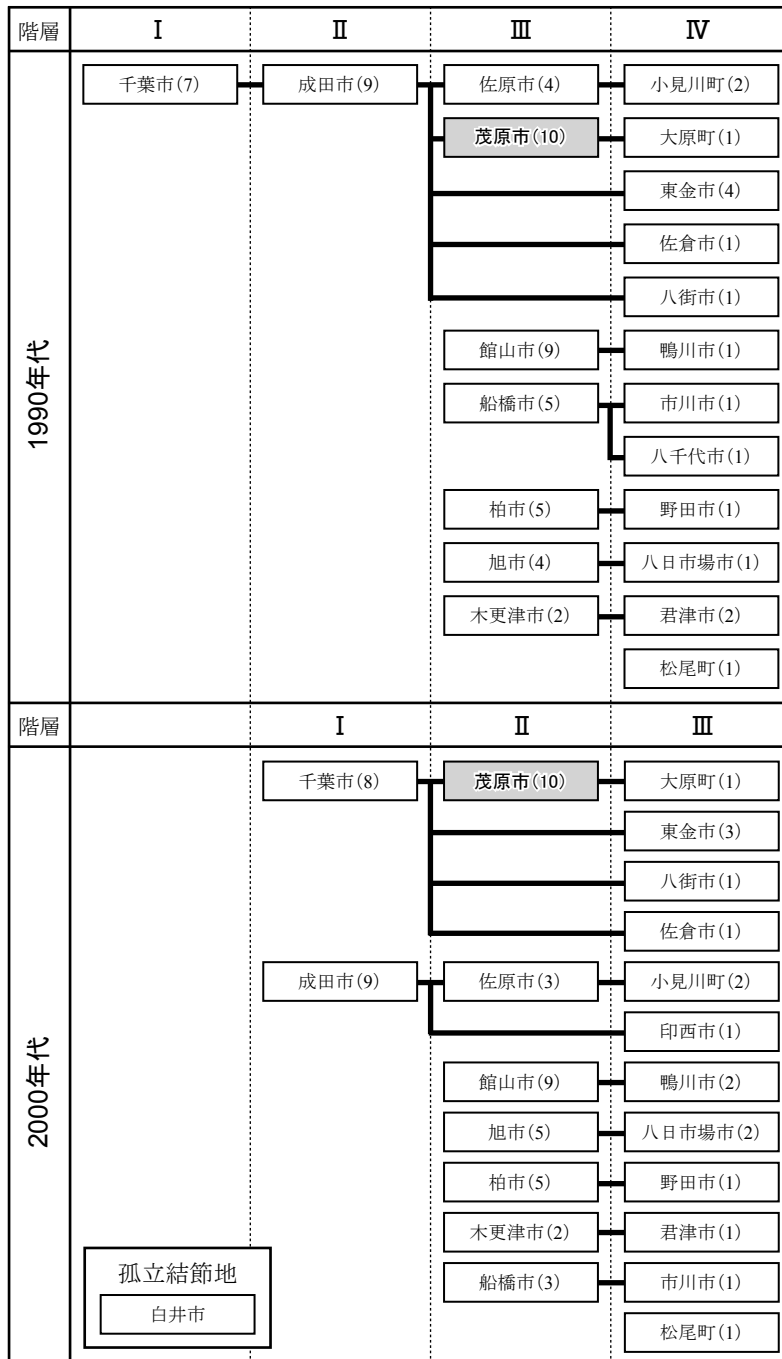 階層 Ⅰ Ⅱ Ⅲ Ⅳ
千葉市(7) 成田市(9) 佐原市(4) 小見川町(2)
茂原市(10) 大原町(1)
東金市(4)
佐倉市(1)
八街市(1)
館山市(9) 鴨川市(1)
船橋市(5) 市川市(1)
八千代市(1)
柏市(5) 野田市(1)
旭市(4) 八日市場市(1)
木更津市(2) 君津市(2)
松尾町(1)
1990年代
階層 Ⅰ Ⅱ Ⅲ
千葉市(8) 茂原市(10) 大原町(1)
東金市(3)
八街市(1)
佐倉市(1)
成田市(9) 佐原市(3) 小見川町(2)
印西市(1)
館山市(9) 鴨川市(2)
旭市(5) 八日市場市(2)
柏市(5) 野田市(1)
木更津市(2) 君津市(1)
船橋市(3) 市川市(1)
松尾町(1)
2000年代
孤立結節地
白井市